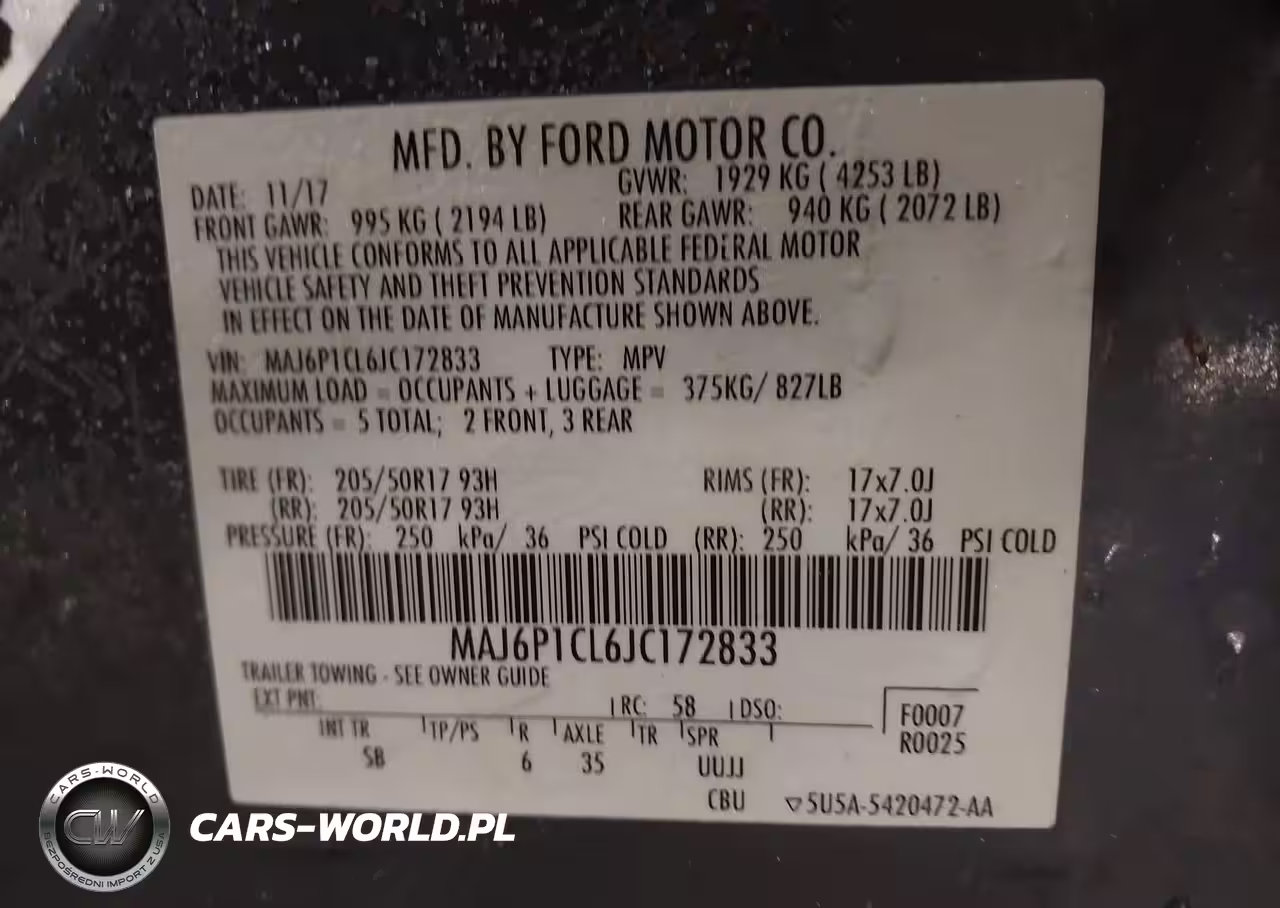 MFD. BY FORD MOTOR CO.
DATE: 11/17 GVWR: 1929 KG ( 4253 LB)
FRONT GAWR: 995 KG ( 2194 LB) REAR GAWR: 940 KG ( 2072 LB)
THIS VEHICLE CONFORMS TO ALL APPLICABLE FEDERAL MOTOR
VEHICLE SAFETY AND THEFT PREVENTION STANDARDS
IN EFFECT ON THE DATE OF MANUFACTURE SHOWN ABOVE.
VIN: MAJ6P1CL6JC172833 TYPE: MPV
MAXIMUM LOAD = OCCUPANTS + LUGGAGE = 375KG/ 827LB
OCCUPANTS = 5 TOTAL; 2 FRONT, 3 REAR
TIRE (FR): 205/50R17 93H RIMS (FR): 17x7.0J
(RR): 205/50R17 93H (RR): 17x7.0J
PRESSURE (FR): 250 kPa/ 36 PSI COLD (RR): 250 kPa/ 36 PSI COLD
MAJ6P1CL6JC172833
TRAILER TOWING - SEE OWNER GUIDE
EXT PNT: RC: 58 DSO:
F0007
INT TR TP/PS R AXLE TR SPR
R0025
SB 6 35 UUJJ
CBU ▽5U5A-5420472-AA
CARS-WORLD
CW
BEZPOŚREDNI IMPORT Z USA
CARS-WORLD.PL